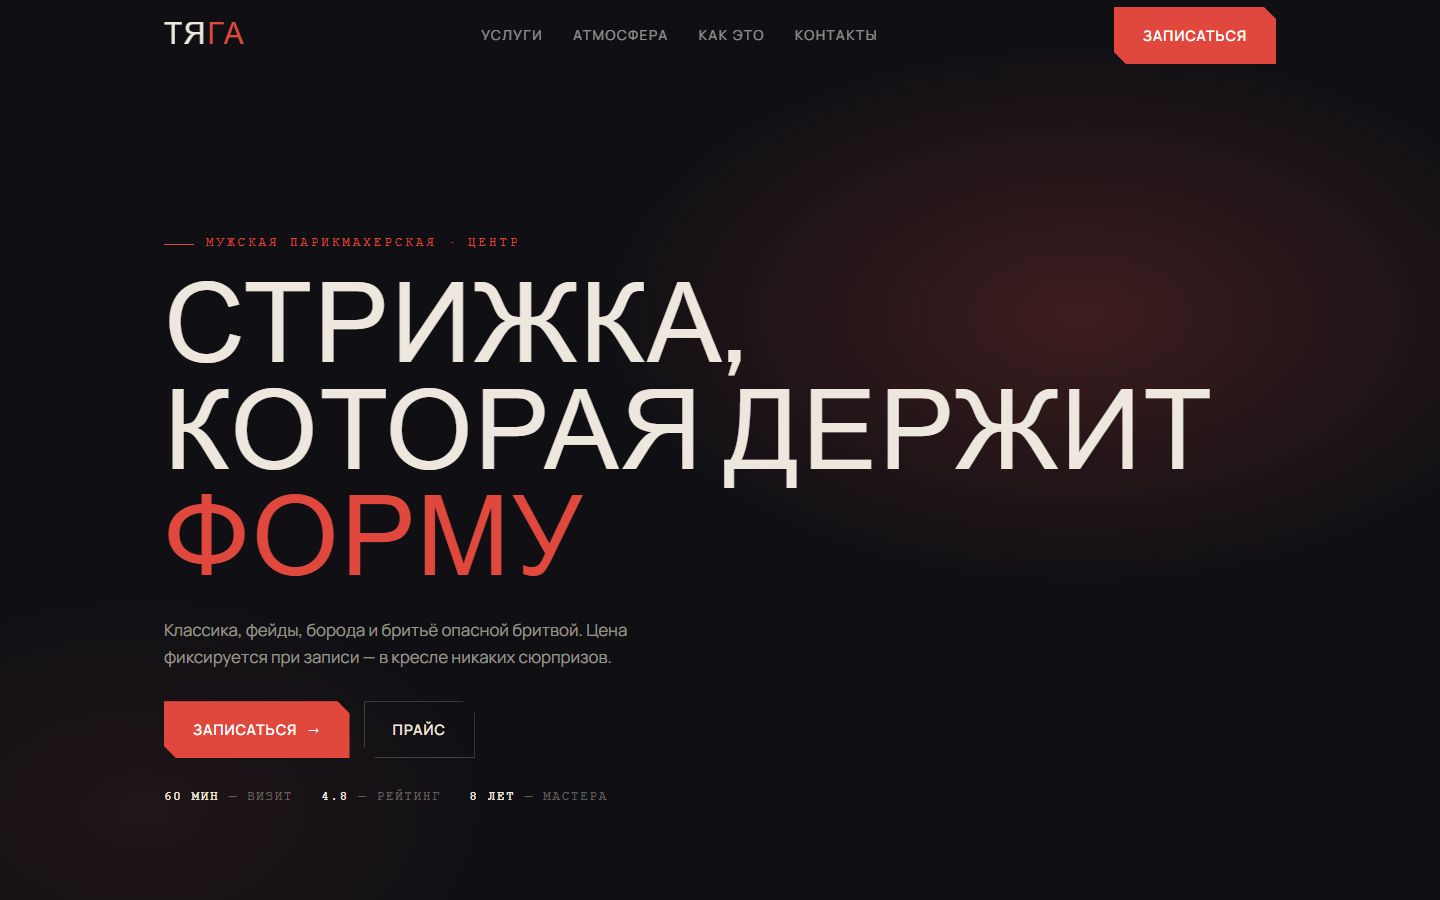 ТЯГА
УСЛУГИ
АТМОСФЕРА
КАК ЭТО
КОНТАКТЫ
ЗАПИСАТЬСЯ
МУЖСКАЯ ПАРИКМАХЕРСКАЯ · ЦЕНТР
СТРИЖКА,
КОТОРАЯ ДЕРЖИТ
ФОРМУ
Классика, фейды, борода и бритьё опасной бритвой. Цена
фиксируется при записи — в кресле никаких сюрпризов.
ЗАПИСАТЬСЯ →
ПРАЙС
60 МИН — ВИЗИТ
4.8 — РЕЙТИНГ
8 ЛЕТ — МАСТЕРА